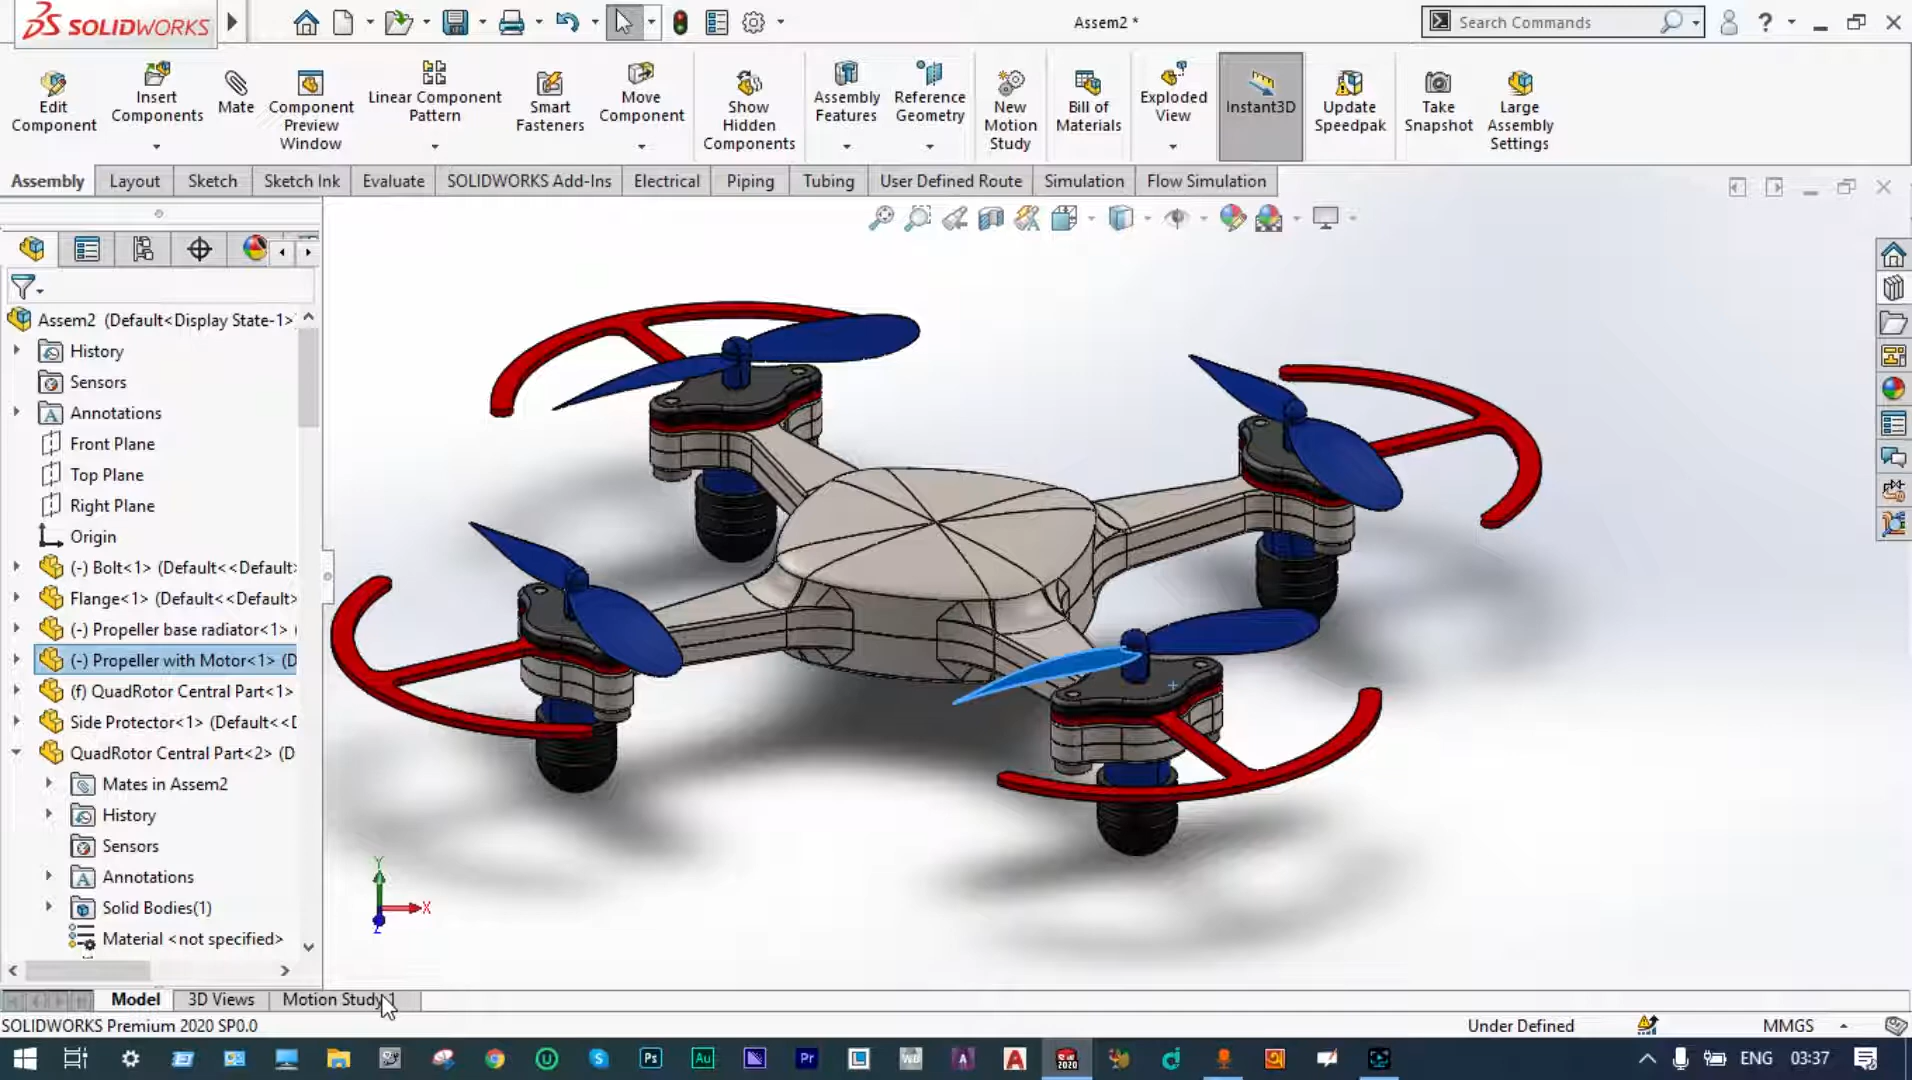 SOLIDWORKS
Assem2 *
Search Commands
?
Edit Component
Insert Components
Mate
Component Preview Window
Linear Component Pattern
Smart Fasteners
Move Component
Show Hidden Components
Assembly Features
Reference Geometry
New Motion Study
Bill of Materials
Exploded View
Instant3D
Update Speedpak
Take Snapshot
Large Assembly Settings
Assembly
Layout
Sketch
Sketch Ink
Evaluate
SOLIDWORKS Add-Ins
Electrical
Piping
Tubing
User Defined Route
Simulation
Flow Simulation
Assem2 (Default<Display State-1>
History
Sensors
Annotations
Front Plane
Top Plane
Right Plane
Origin
(-) Bolt<1> (Default<<Default>
Flange<1> (Default<<Default>
(-) Propeller base radiator<1> (
(-) Propeller with Motor<1> (D
(f) QuadRotor Central Part<1>
Side Protector<1> (Default<<D
QuadRotor Central Part<2> (D
Mates in Assem2
History
Sensors
Annotations
Solid Bodies(1)
Material <not specified>
Y
X
Z
Model
3D Views
Motion Study 1
SOLIDWORKS Premium 2020 SP0.0
Under Defined
MMGS
Ps
Au
Pr
2020
ENG
03:37